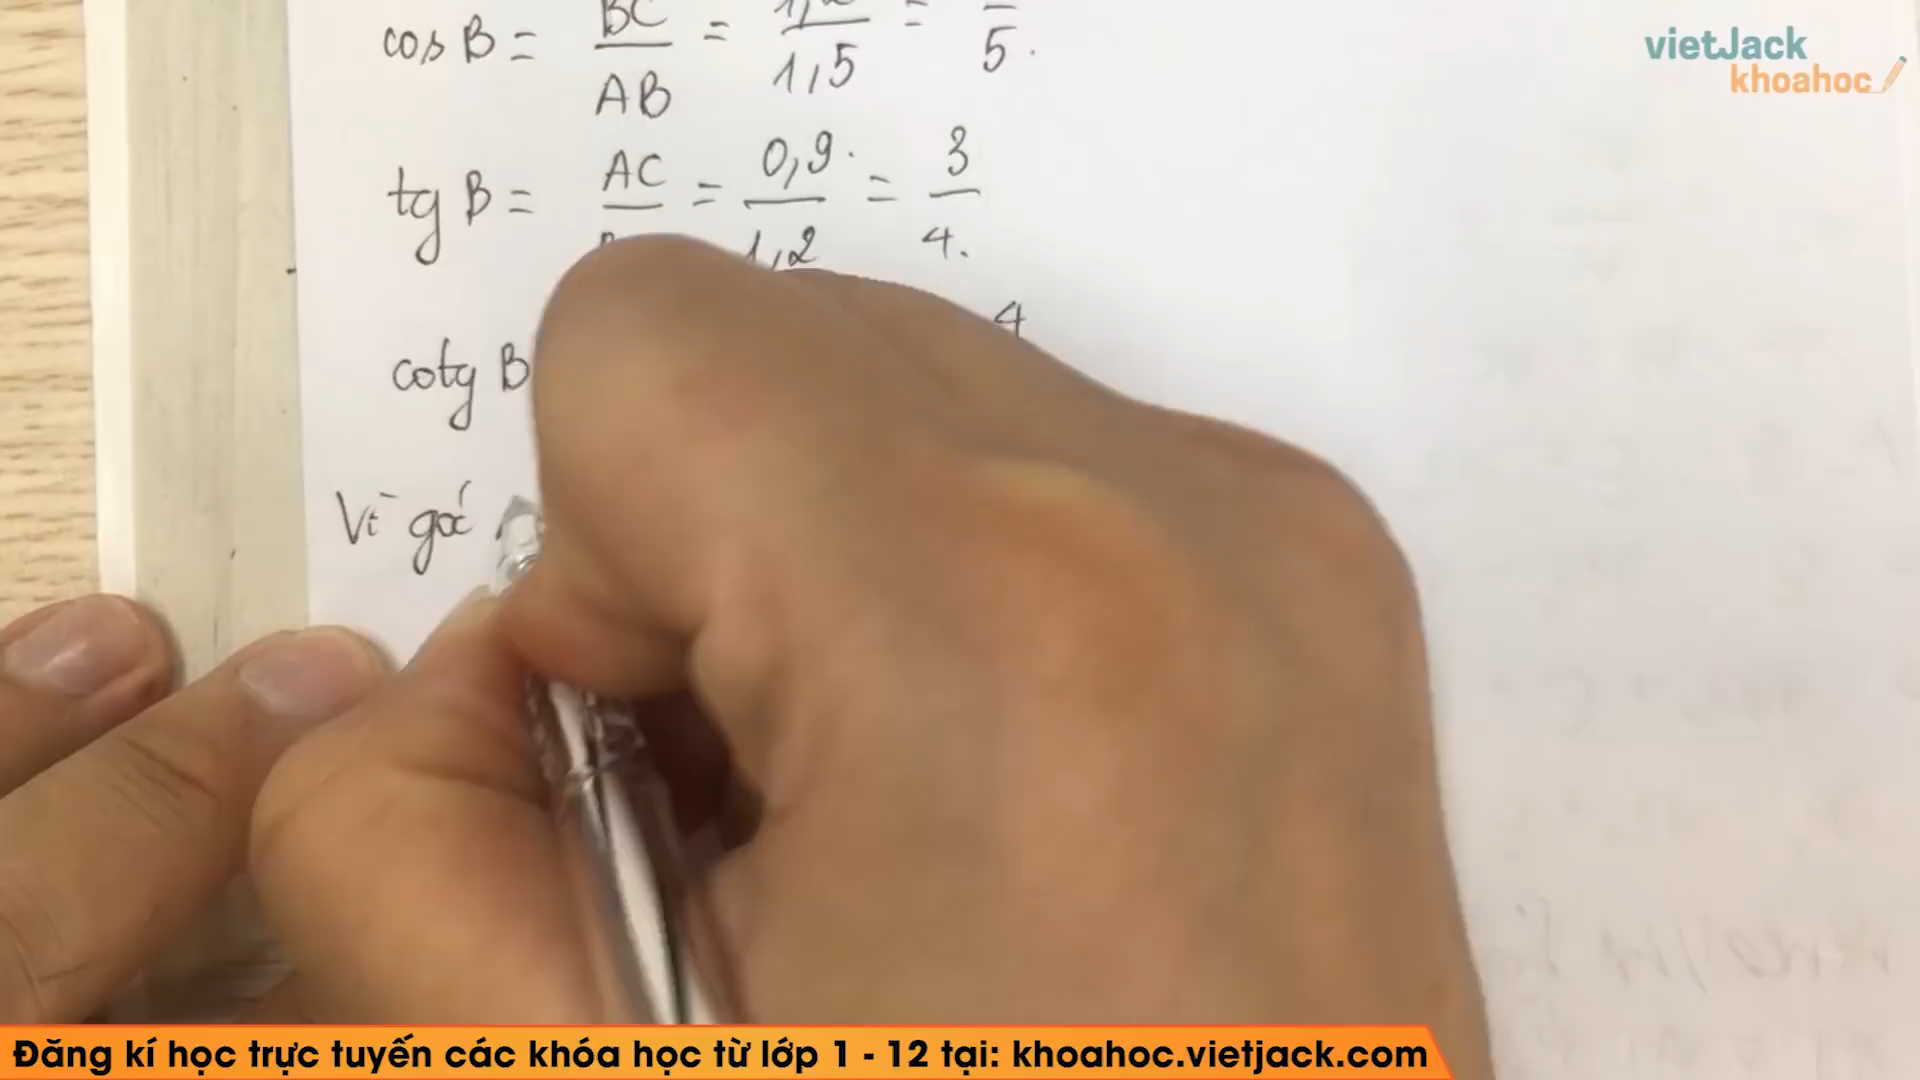 vietJack
khoahoc
cos B = BC / AB = / 1,5 = / 5.
tg B = AC / = 0,9. / 1,2 = 3 / 4.
cotg B
4
Vì góc
Đăng kí học trực tuyến các khóa học từ lớp 1 - 12 tại: khoahoc.vietjack.com